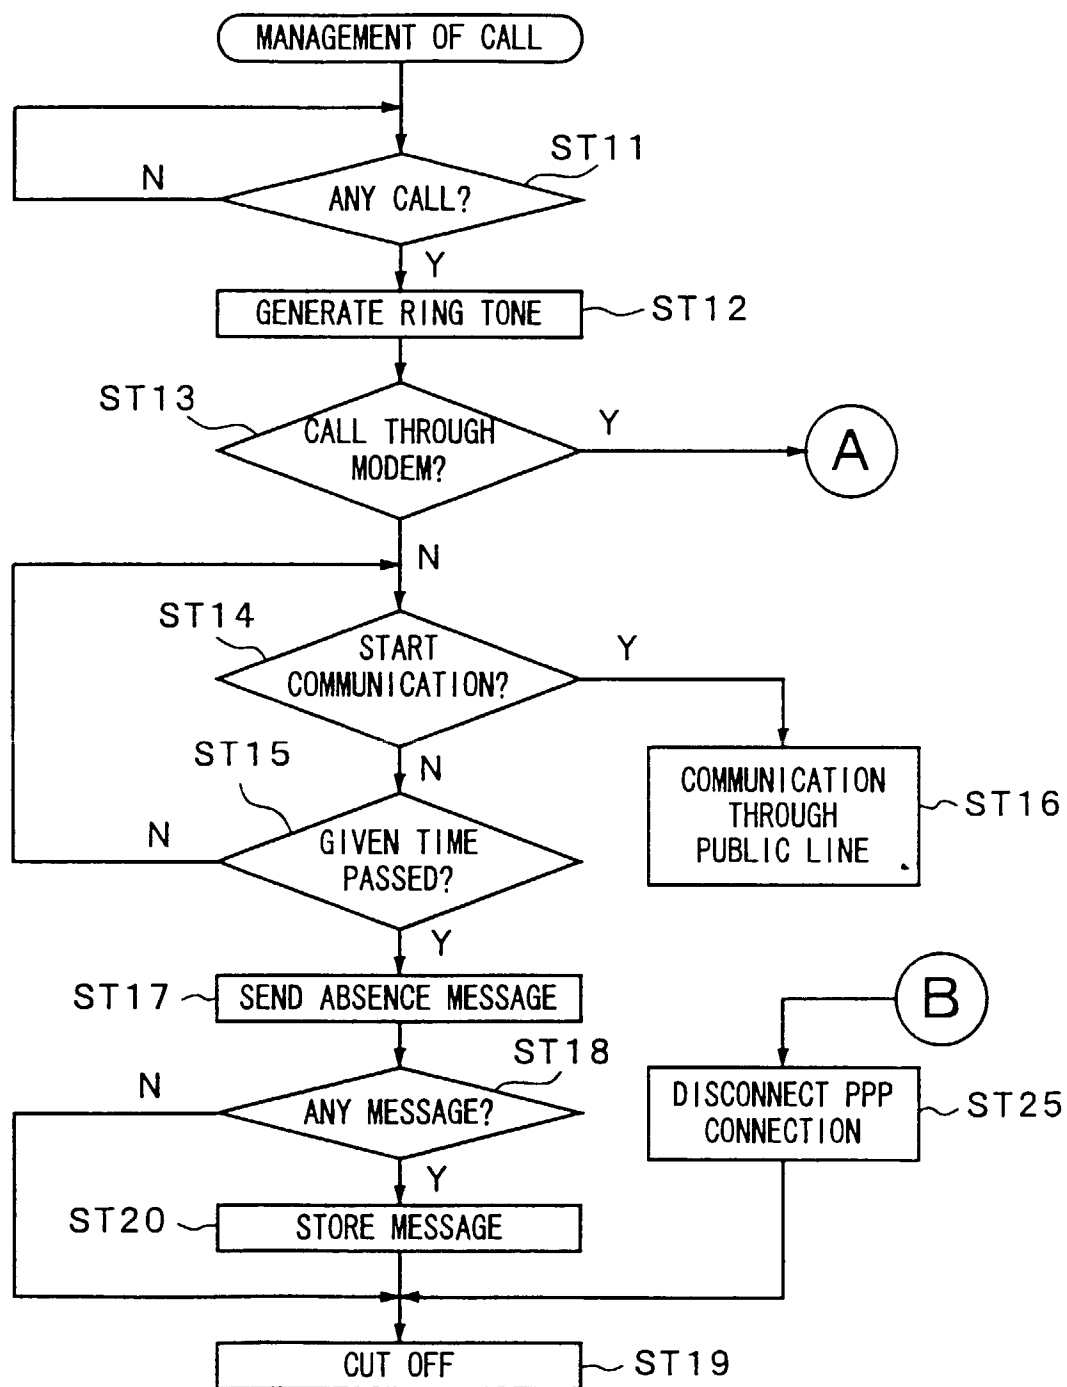 MANAGEMENT OF CALL
ST11
N
ANY CALL?
Y
GENERATE RING TONE
ST12
ST13
CALL THROUGH
MODEM?
Y
A
N
ST14
START
COMMUNICATION?
Y
ST15
N
COMMUNICATION
THROUGH
PUBLIC LINE
ST16
N
GIVEN TIME
PASSED?
Y
ST17
SEND ABSENCE MESSAGE
B
ST18
N
ANY MESSAGE?
DISCONNECT PPP
CONNECTION
ST25
Y
ST20
STORE MESSAGE
CUT OFF
ST19